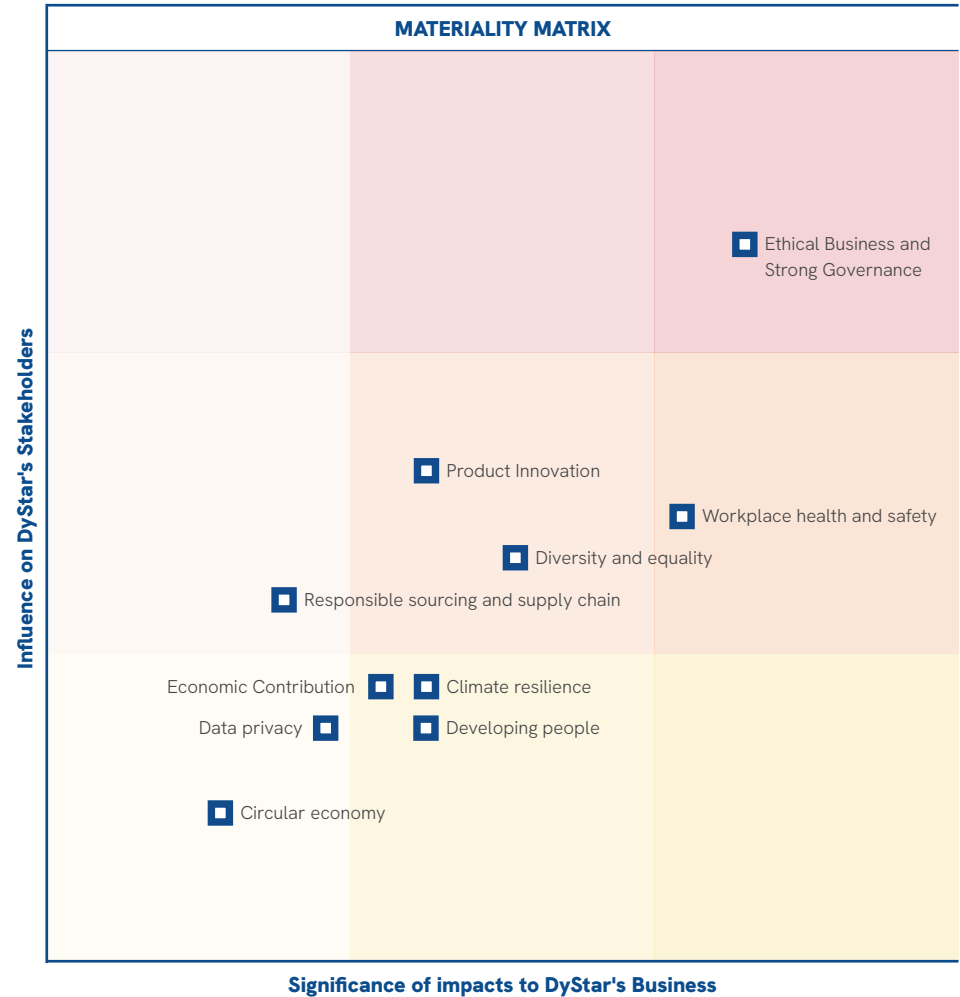 MATERIALITY MATRIX
Influence on DyStar's Stakeholders
Ethical Business and
Strong Governance
Product Innovation
Workplace health and safety
Diversity and equality
Responsible sourcing and supply chain
Economic Contribution
Climate resilience
Data privacy
Developing people
Circular economy
Significance of impacts to DyStar's Business